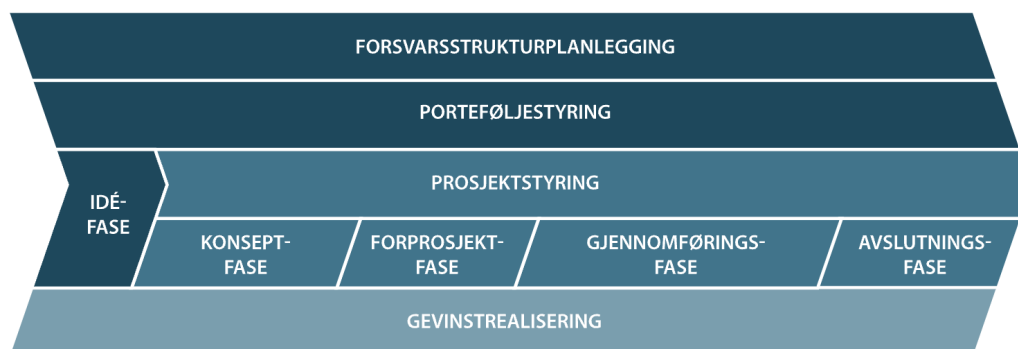 FORSVARSSTRUKTURPLANLEGGING
PORTEFØLJESTYRING
IDÉ-
FASE
PROSJEKTSTYRING
KONSEPT-
FASE
FORPROSJEKT-
FASE
GJENNOMFØRINGS-
FASE
AVSLUTNINGS-
FASE
GEVINSTREALISERING